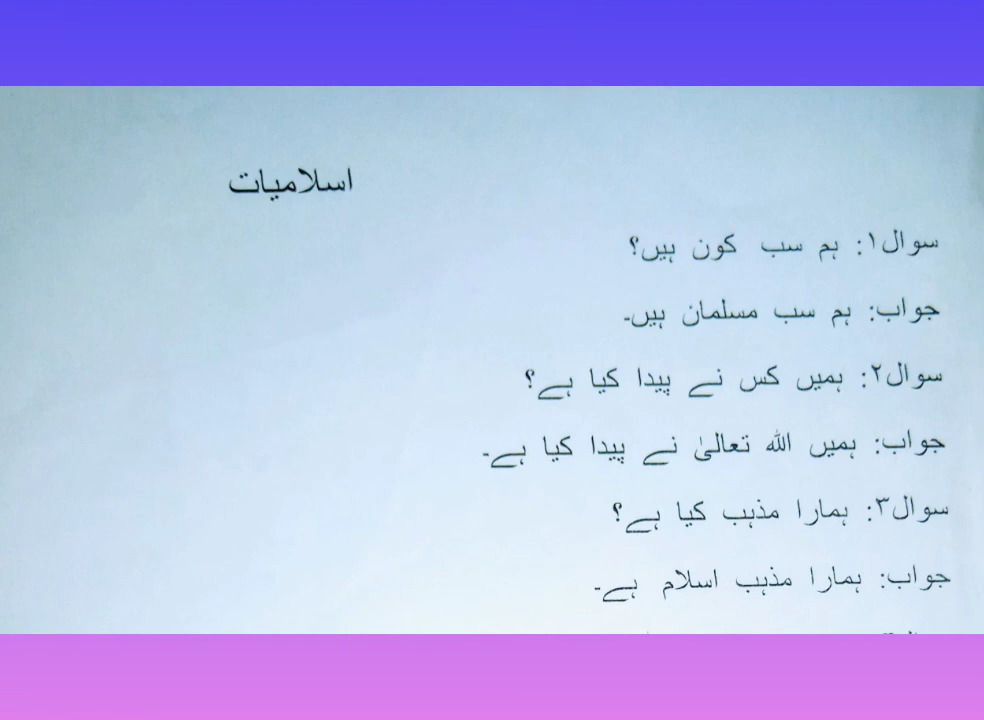 اسلامیات
سوال۱: ہم سب کون ہیں؟
جواب: ہم سب مسلمان ہیں۔
سوال۲: ہمیں کس نے پیدا کیا ہے؟
جواب: ہمیں اللہ تعالیٰ نے پیدا کیا ہے۔
سوال۳: ہمارا مذہب کیا ہے؟
جواب: ہمارا مذہب اسلام ہے۔